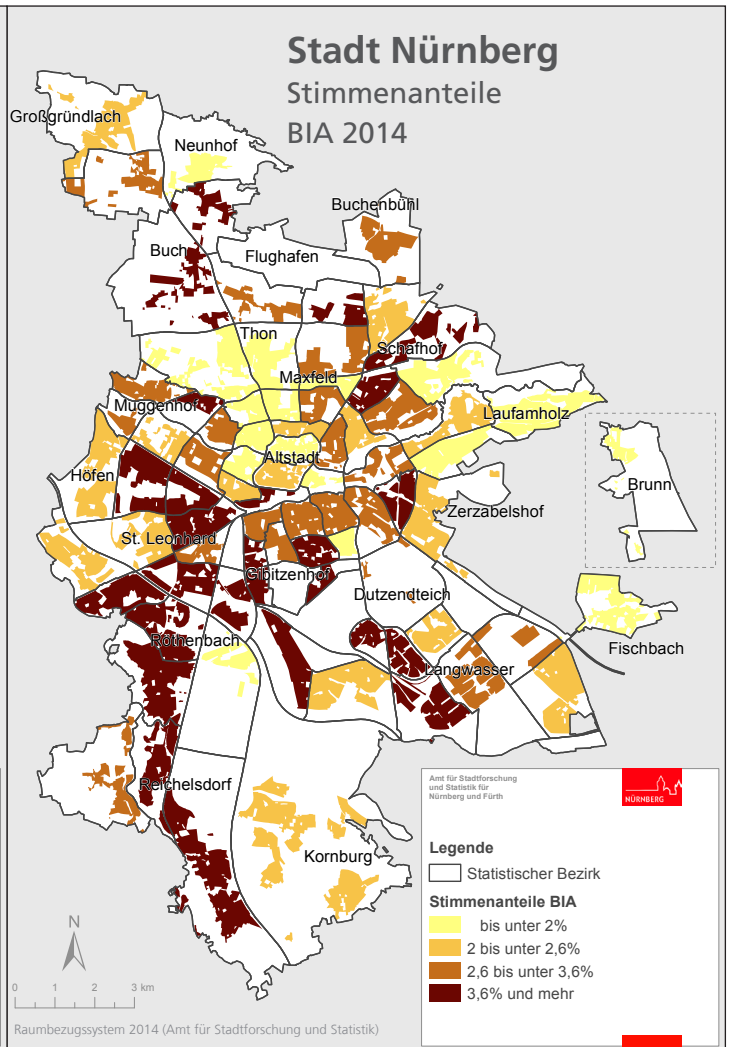 Stadt Nürnberg
Stimmenanteile
BIA 2014
Großgründlach
Neunhof
Buchenbühl
Buch
Flughafen
Thon
Schafhof
Maxfeld
Muggenhof
Laufamholz
Altstadt
Höfen
Brunn
Zerzabelshof
St. Leonhard
Gibitzenhof
Dutzendteich
Röthenbach
Fischbach
Langwasser
Reichelsdorf
Kornburg
Amt für Stadtforschung
und Statistik für
Nürnberg und Fürth
NÜRNBERG
Legende
Statistischer Bezirk
Stimmenanteile BIA
bis unter 2%
2 bis unter 2,6%
2,6 bis unter 3,6%
3,6% und mehr
N
0 1 2 3 km
Raumbezugssystem 2014 (Amt für Stadtforschung und Statistik)